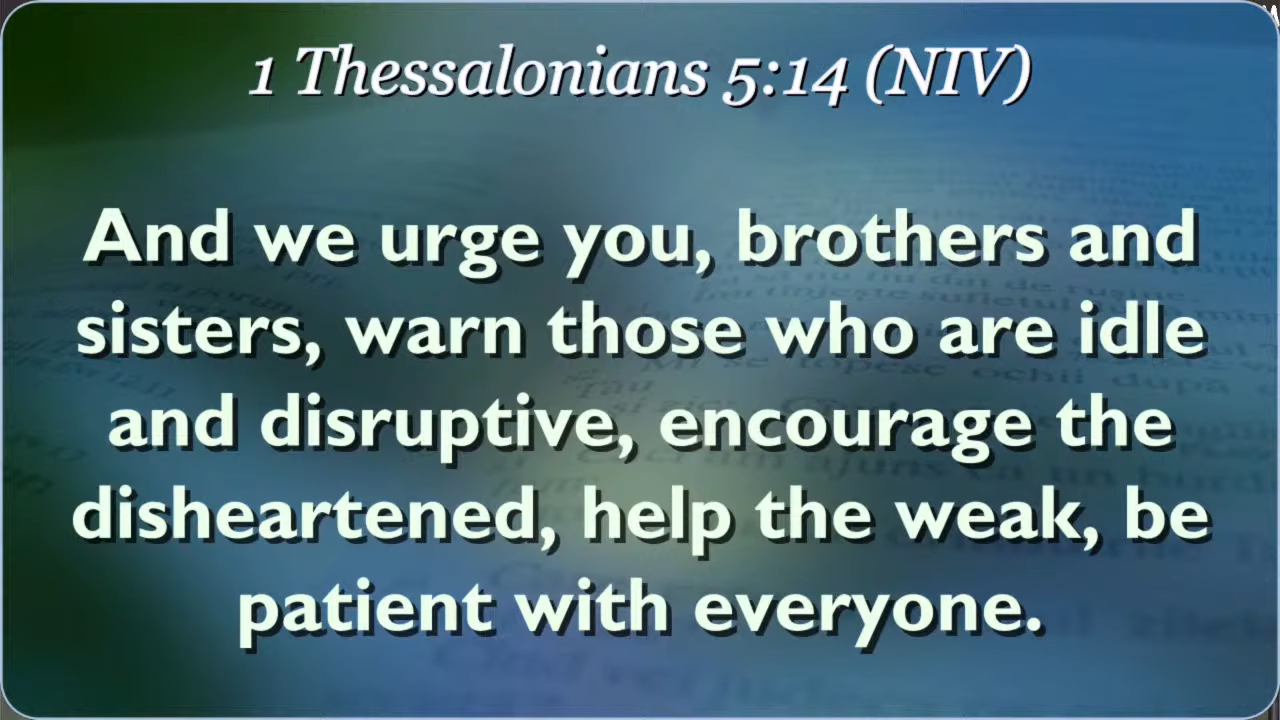 1 Thessalonians 5:14 (NIV)
And we urge you, brothers and
sisters, warn those who are idle
and disruptive, encourage the
disheartened, help the weak, be
patient with everyone.